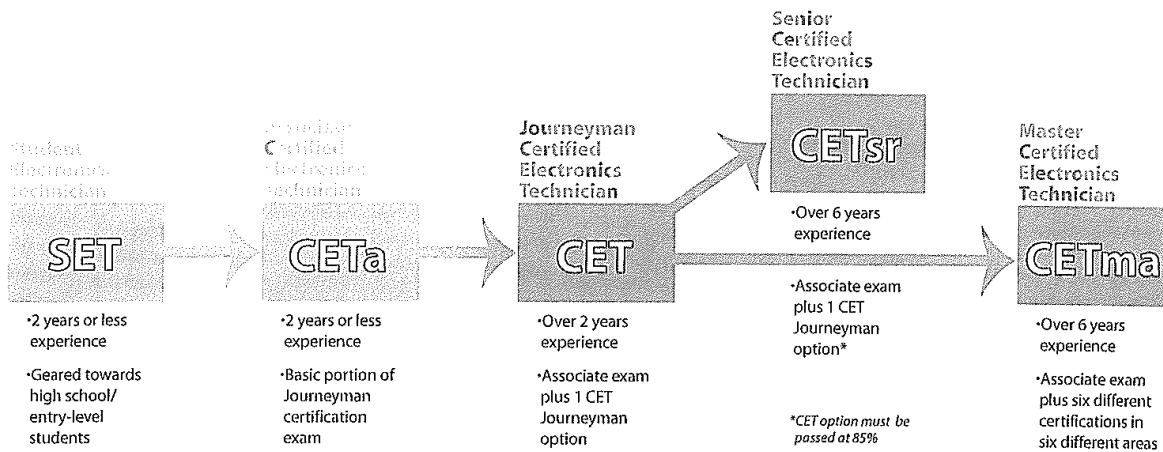 Student
Electronics
Technician
SET
•2 years or less
experience
•Geared towards
high school/
entry-level
students
Associate
Certified
Electronics
Technician
CETa
•2 years or less
experience
•Basic portion of
Journeyman
certification
exam
Journeyman
Certified
Electronics
Technician
CET
•Over 2 years
experience
•Associate exam
plus 1 CET
Journeyman
option
Senior
Certified
Electronics
Technician
CETsr
•Over 6 years
experience
•Associate exam
plus 1 CET
Journeyman
option*
*CET option must be
passed at 85%
Master
Certified
Electronics
Technician
CETma
•Over 6 years
experience
•Associate exam
plus six different
certifications in
six different areas